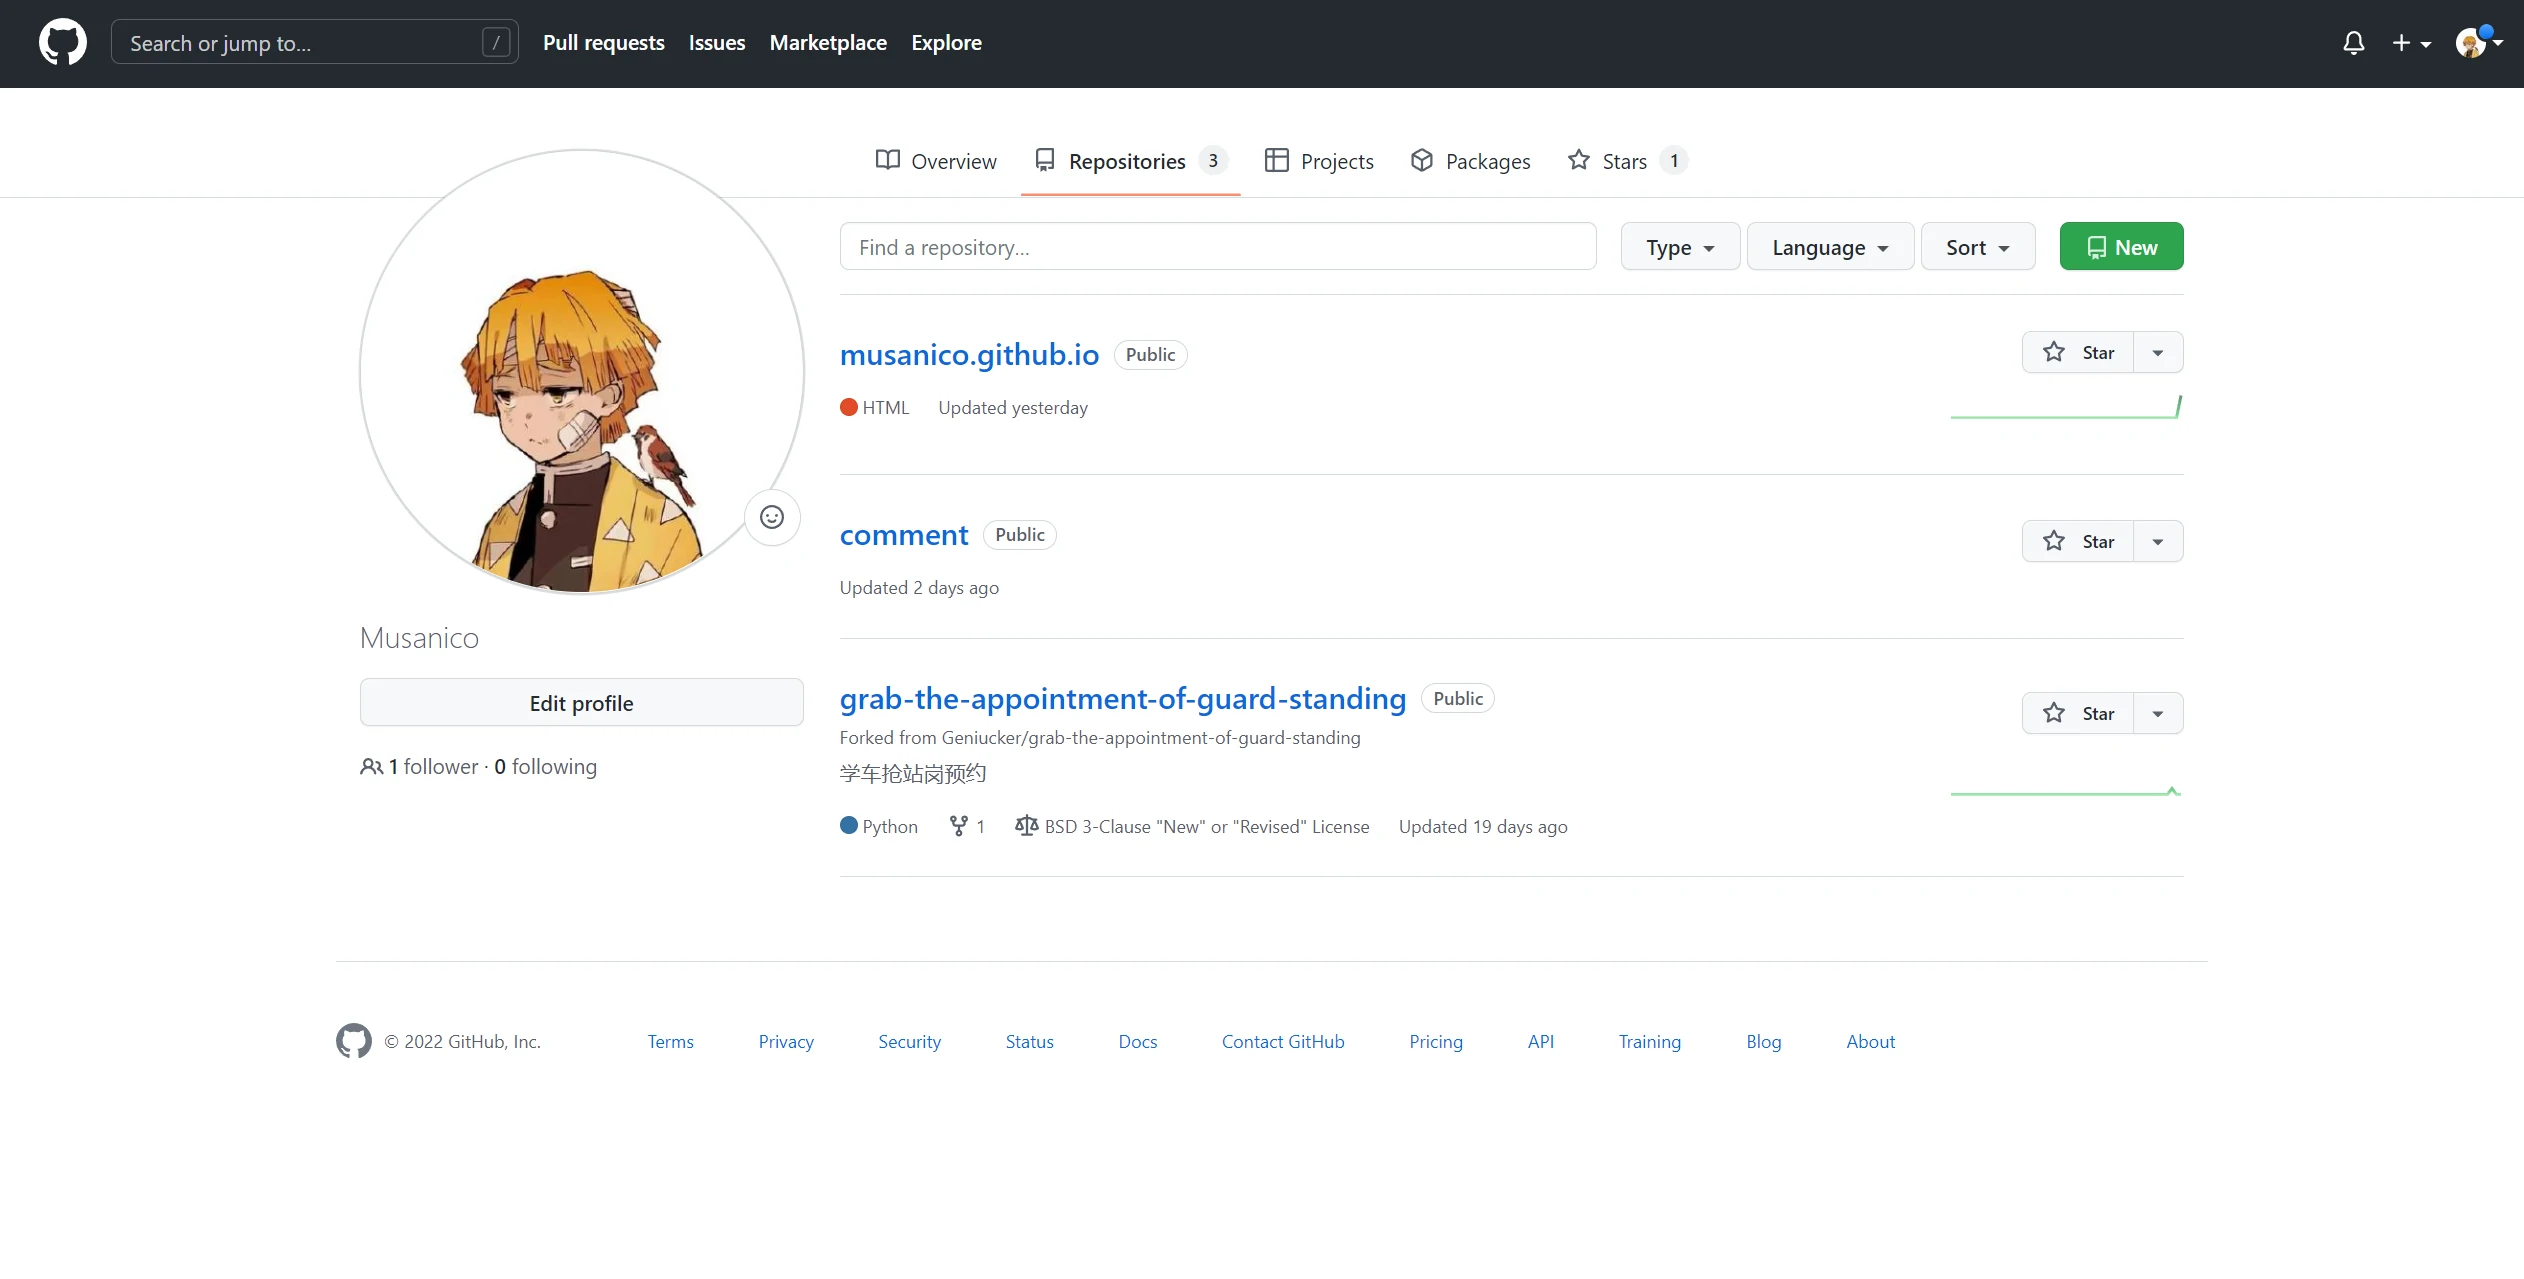 Search or jump to... /
Pull requests Issues Marketplace Explore
Overview Repositories 3 Projects Packages Stars 1
Find a repository... Type Language Sort New
musanico.github.io Public Star
HTML Updated yesterday
comment Public Star
Updated 2 days ago
Musanico
Edit profile
1 follower · 0 following
grab-the-appointment-of-guard-standing Public Star
Forked from Geniucker/grab-the-appointment-of-guard-standing
学车抢站岗预约
Python 1 BSD 3-Clause "New" or "Revised" License Updated 19 days ago
© 2022 GitHub, Inc. Terms Privacy Security Status Docs Contact GitHub Pricing API Training Blog About